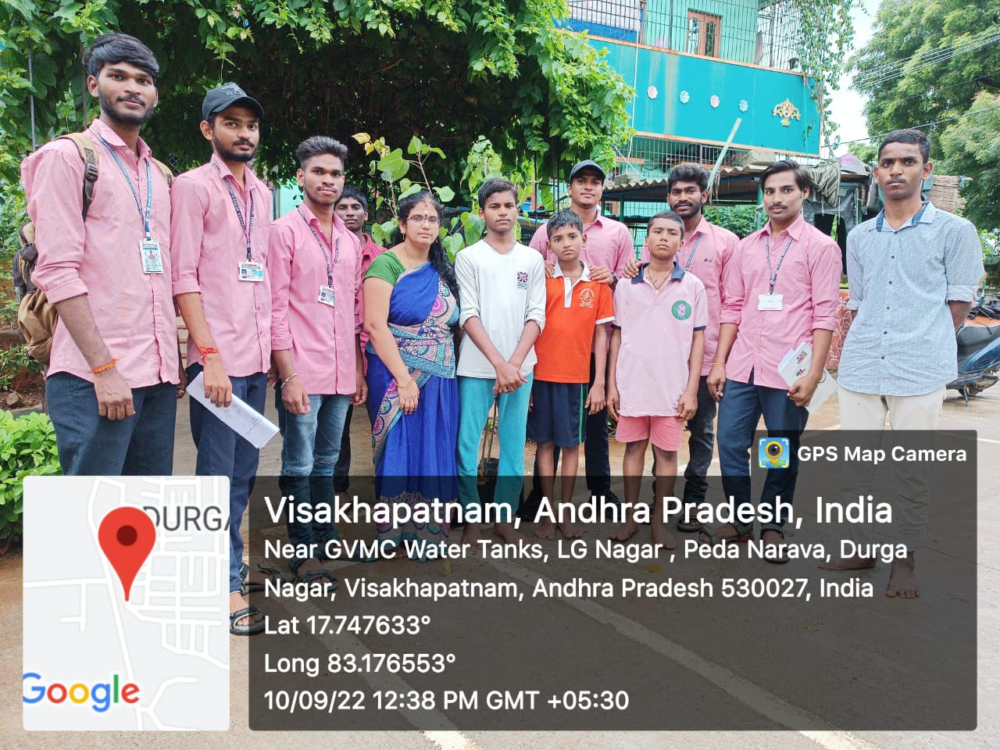 GPS Map Camera
DURGA
Visakhapatnam, Andhra Pradesh, India
Near GVMC Water Tanks, LG Nagar , Peda Narava, Durga
Nagar, Visakhapatnam, Andhra Pradesh 530027, India
Lat 17.747633°
Long 83.176553°
10/09/22 12:38 PM GMT +05:30
Google